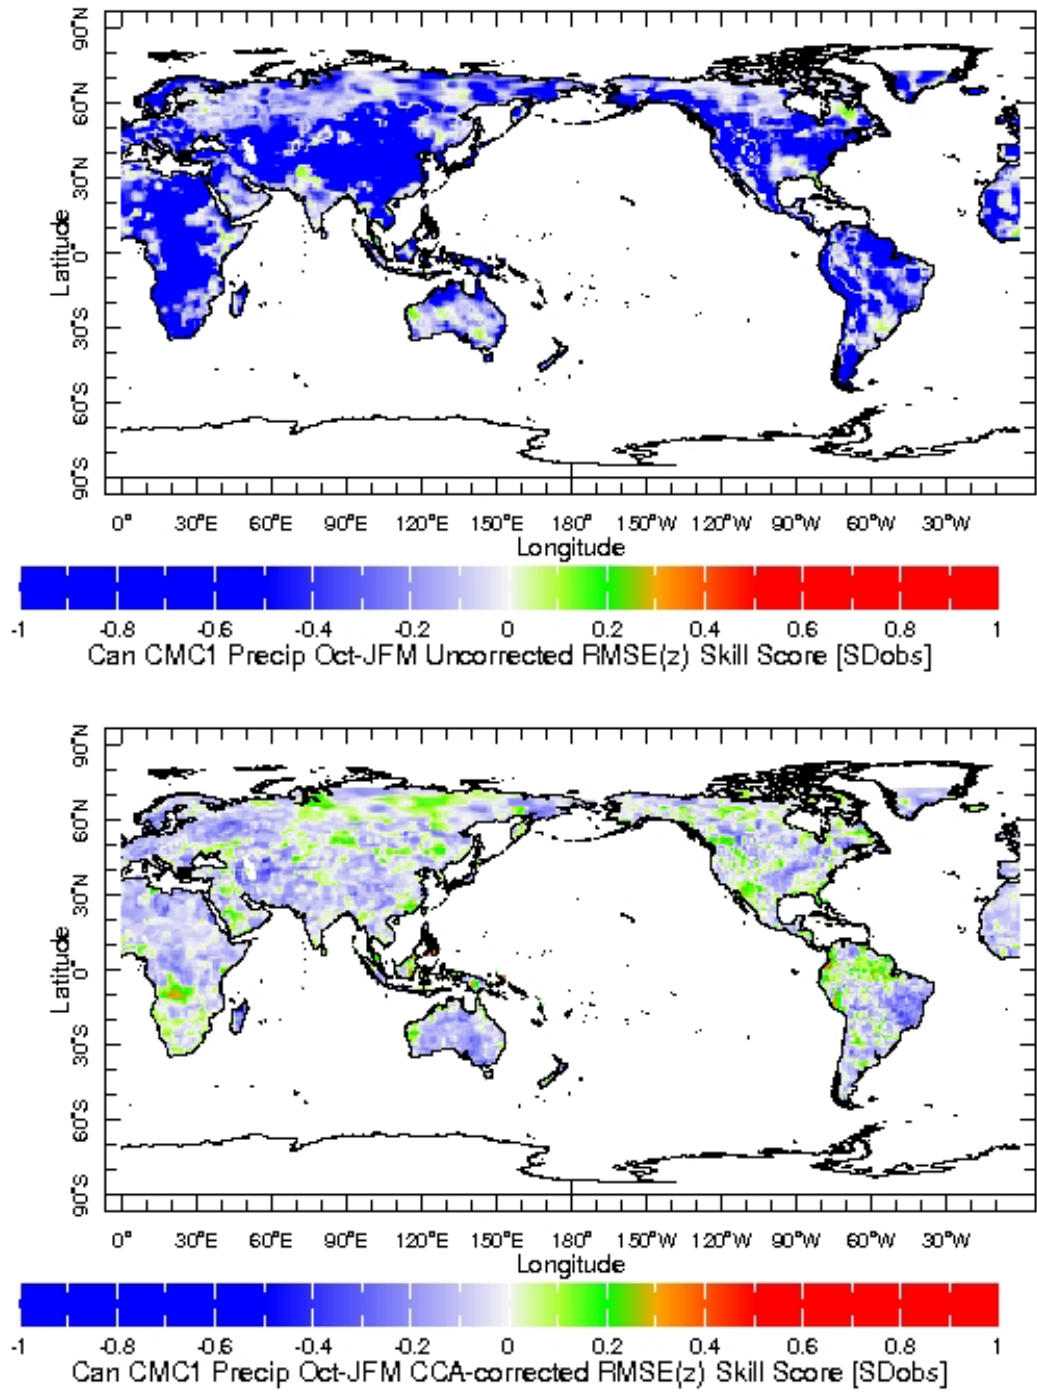 90°N
60°N
30°N
0°
30°S
60°S
90°S
Latitude
0° 30°E 60°E 90°E 120°E 150°E 180° 150°W 120°W 90°W 60°W 30°W
Longitude
-1 -0.8 -0.6 -0.4 -0.2 0 0.2 0.4 0.6 0.8 1
Can CMC1 Precip Oct-JFM Uncorrected RMSE(z) Skill Score [SDobs]
90°N
60°N
30°N
0°
30°S
60°S
90°S
Latitude
0° 30°E 60°E 90°E 120°E 150°E 180° 150°W 120°W 90°W 60°W 30°W
Longitude
-1 -0.8 -0.6 -0.4 -0.2 0 0.2 0.4 0.6 0.8 1
Can CMC1 Precip Oct-JFM CCA-corrected RMSE(z) Skill Score [SDobs]